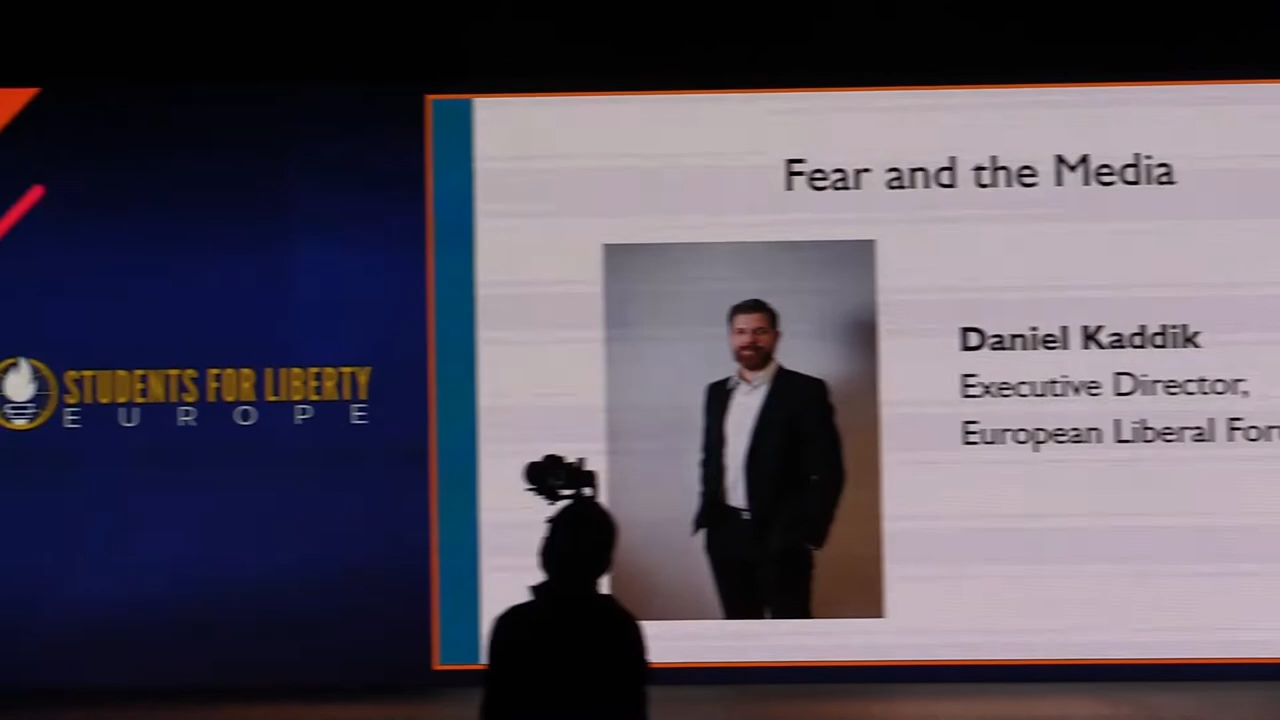 Fear and the Media
Daniel Kaddik
Executive Director,
European Liberal
STUDENTS FOR LIBERTY
EUROPE